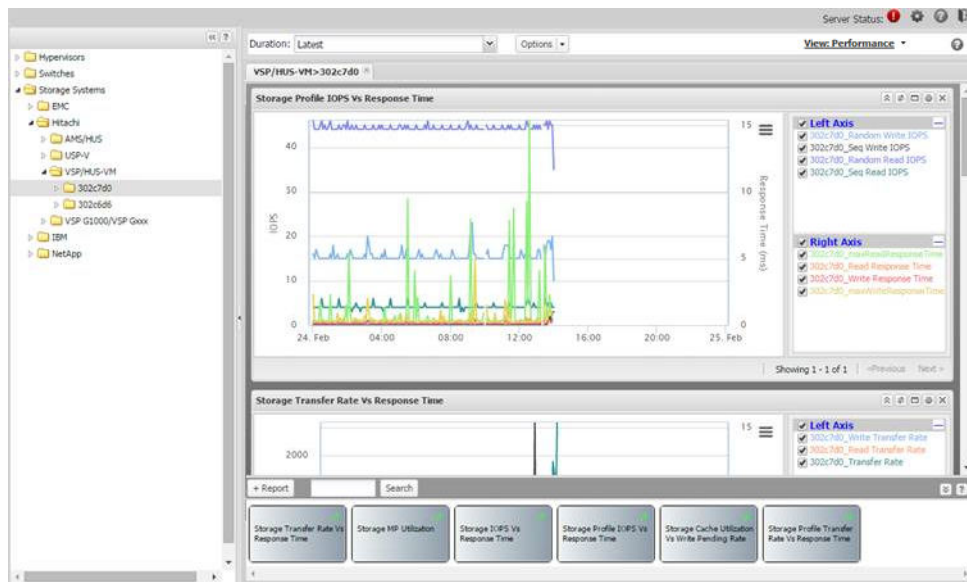 Server Status:
Duration: Latest
Options
View: Performance
Hypervisors
Switches
Storage Systems
EMC
Hitachi
AMS/HUS
USP-V
VSP/HUS-VM
302c7d0
302c6d6
VSP G1000/VSP Gxxx
IBM
NetApp
VSP/HUS-VM>302c7d0
Storage Profile IOPS Vs Response Time
40
30
20
10
0
IOPS
15
10
5
0
Response Time (ms)
24. Feb
04:00
08:00
12:00
16:00
20:00
25. Feb
Left Axis
302c7d0_Random Write IOPS
302c7d0_Seq Write IOPS
302c7d0_Random Read IOPS
302c7d0_Seq Read IOPS
Right Axis
302c7d0_maxReadResponseTime
302c7d0_Read Response Time
302c7d0_Write Response Time
302c7d0_maxWriteResponseTime
Showing 1 - 1 of 1
«Previous Next »
Storage Transfer Rate Vs Response Time
2000
15
Left Axis
302c7d0_Write Transfer Rate
302c7d0_Read Transfer Rate
302c7d0_Transfer Rate
+ Report
Search
Storage Transfer Rate Vs
Response Time
Storage MP Utilization
Storage IOPS Vs
Response Time
Storage Profile IOPS Vs
Response Time
Storage Cache Utilization
Vs Write Pending Rate
Storage Profile Transfer
Rate Vs Response Time